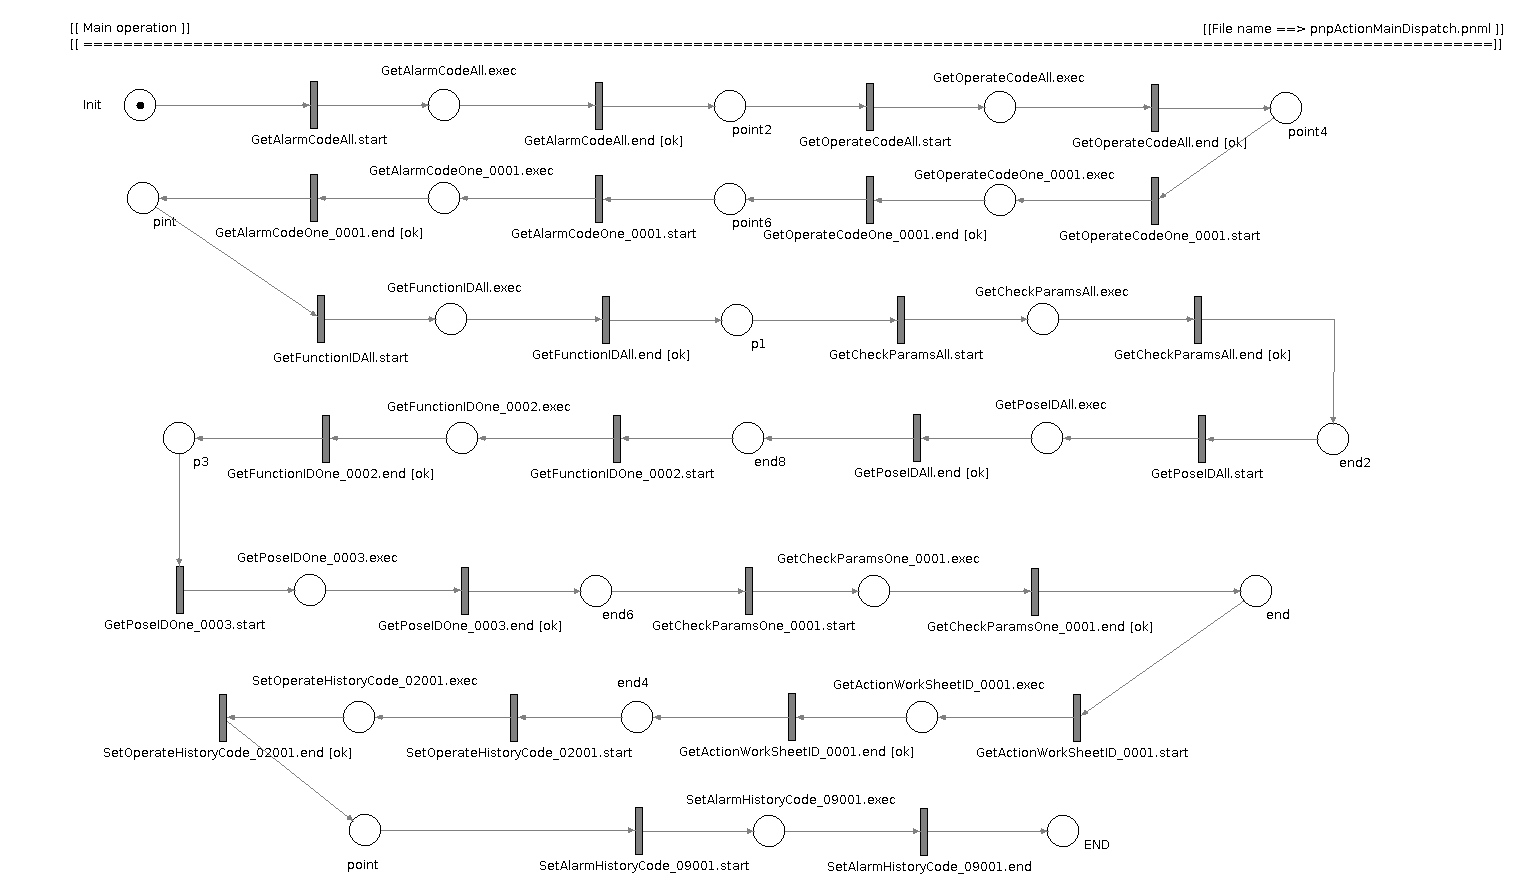 [[ Main operation ]]
[[File name ==> pnpActionMainDispatch.pnml ]]
[[ =============================================================================================================================================]]
GetAlarmCodeAll.exec
GetOperateCodeAll.exec
Init
point2
point4
GetAlarmCodeAll.start
GetAlarmCodeAll.end [ok]
GetOperateCodeAll.start
GetOperateCodeAll.end [ok]
GetAlarmCodeOne_0001.exec
GetOperateCodeOne_0001.exec
pint
point6
GetAlarmCodeOne_0001.end [ok]
GetAlarmCodeOne_0001.start
GetOperateCodeOne_0001.end [ok]
GetOperateCodeOne_0001.start
GetFunctionIDAll.exec
GetCheckParamsAll.exec
p1
GetFunctionIDAll.start
GetFunctionIDAll.end [ok]
GetCheckParamsAll.start
GetCheckParamsAll.end [ok]
GetFunctionIDOne_0002.exec
GetPoseIDAll.exec
p3
end8
end2
GetFunctionIDOne_0002.end [ok]
GetFunctionIDOne_0002.start
GetPoseIDAll.end [ok]
GetPoseIDAll.start
GetPoseIDOne_0003.exec
GetCheckParamsOne_0001.exec
end6
end
GetPoseIDOne_0003.start
GetPoseIDOne_0003.end [ok]
GetCheckParamsOne_0001.start
GetCheckParamsOne_0001.end [ok]
SetOperateHistoryCode_02001.exec
end4
GetActionWorkSheetID_0001.exec
SetOperateHistoryCode_02001.end [ok]
SetOperateHistoryCode_02001.start
GetActionWorkSheetID_0001.end [ok]
GetActionWorkSheetID_0001.start
SetAlarmHistoryCode_09001.exec
END
point
SetAlarmHistoryCode_09001.start
SetAlarmHistoryCode_09001.end